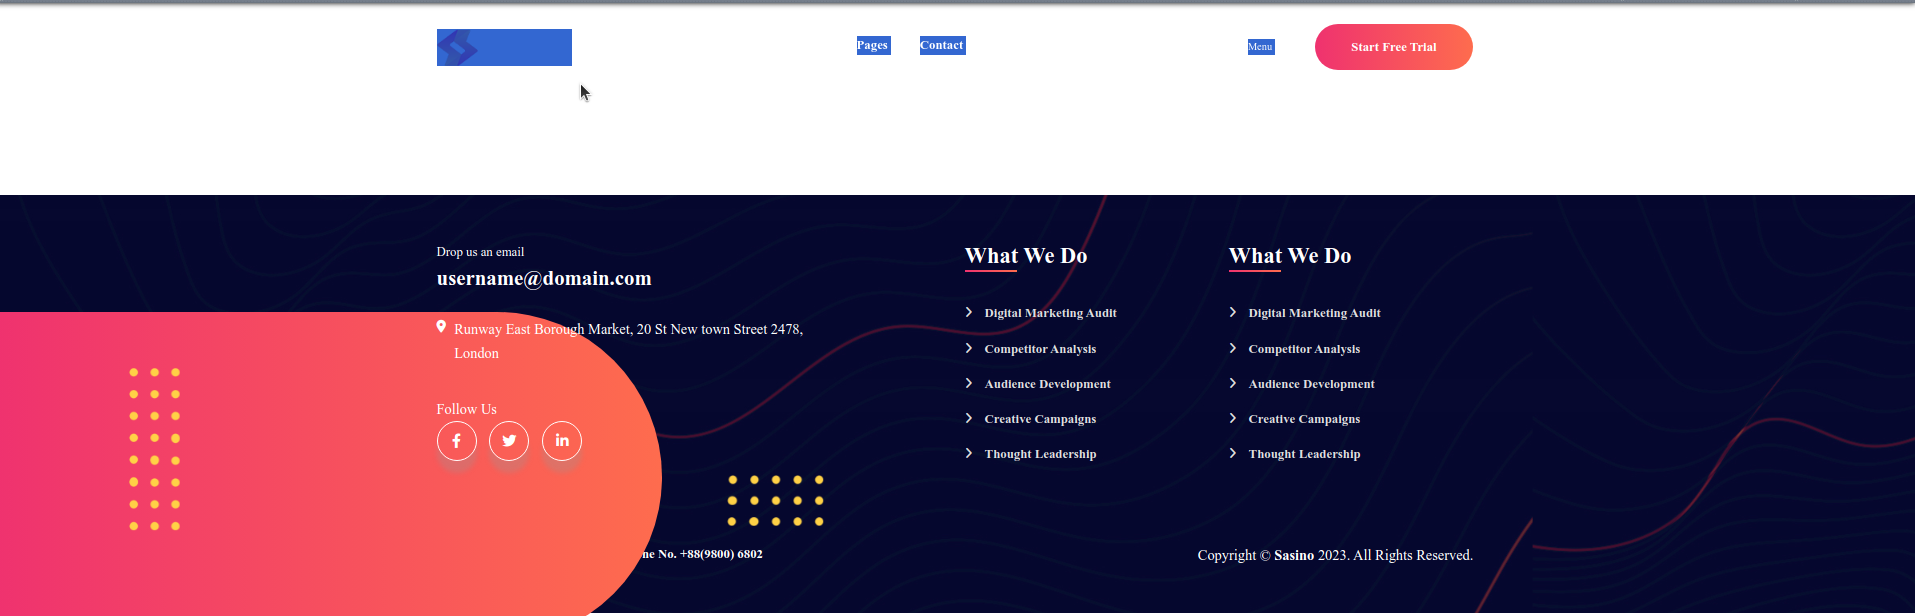 Pages
Contact
Menu
Start Free Trial
Drop us an email
username@domain.com
Runway East Borough Market, 20 St New town Street 2478,
London
Follow Us
What We Do
Digital Marketing Audit
Competitor Analysis
Audience Development
Creative Campaigns
Thought Leadership
What We Do
Digital Marketing Audit
Competitor Analysis
Audience Development
Creative Campaigns
Thought Leadership
No. +88(9800) 6802
Copyright © Sasino 2023. All Rights Reserved.